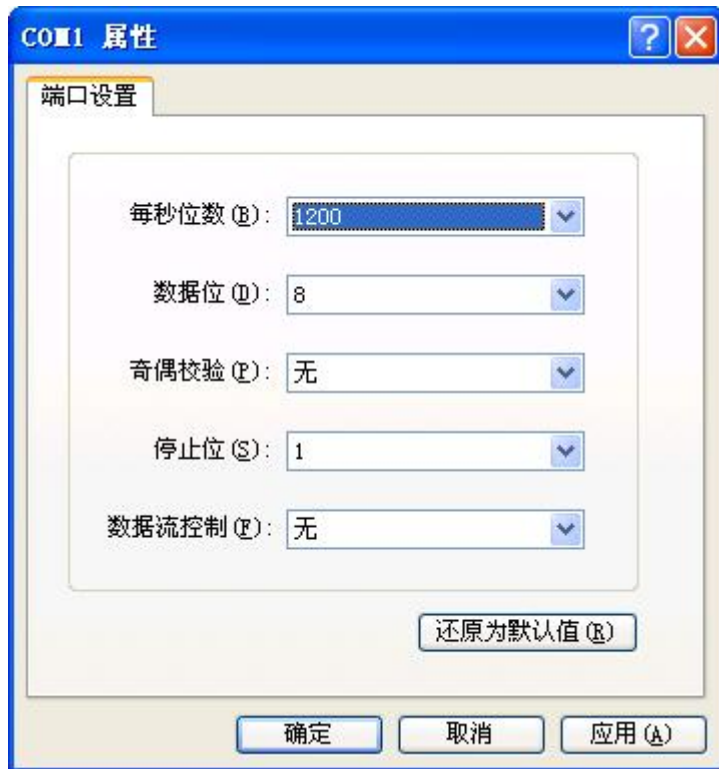 COM1 属性
端口设置
每秒位数(B): 1200
数据位(D): 8
奇偶校验(P): 无
停止位(S): 1
数据流控制(F): 无
还原为默认值(R)
确定 取消 应用(A)